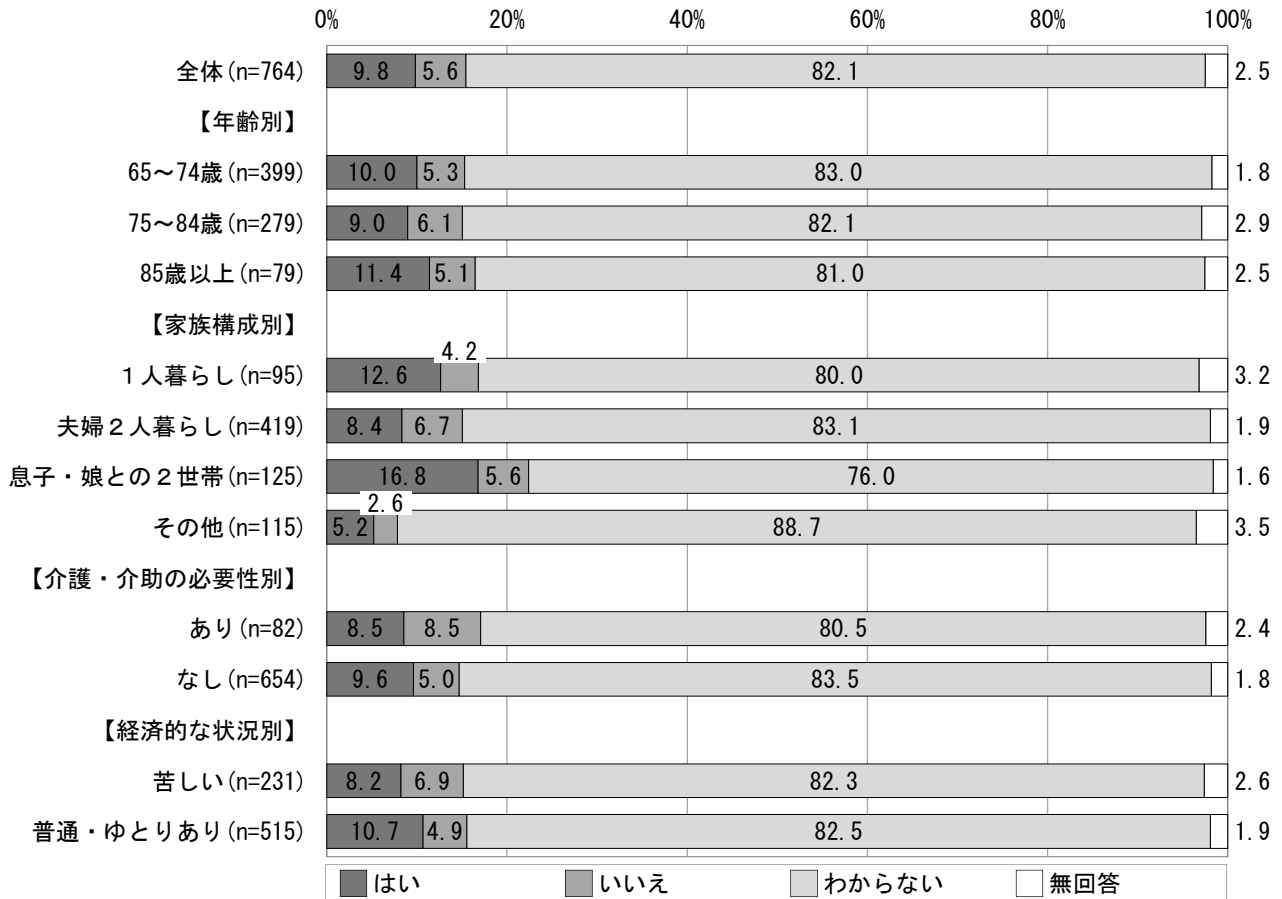 0% 20% 40% 60% 80% 100%
全体(n=764) 9.8 5.6 82.1 2.5
【年齢別】
65～74歳(n=399) 10.0 5.3 83.0 1.8
75～84歳(n=279) 9.0 6.1 82.1 2.9
85歳以上(n=79) 11.4 5.1 81.0 2.5
【家族構成別】
１人暮らし(n=95) 12.6 4.2 80.0 3.2
夫婦２人暮らし(n=419) 8.4 6.7 83.1 1.9
息子・娘との２世帯(n=125) 16.8 5.6 76.0 1.6
その他(n=115) 5.2 2.6 88.7 3.5
【介護・介助の必要性別】
あり(n=82) 8.5 8.5 80.5 2.4
なし(n=654) 9.6 5.0 83.5 1.8
【経済的な状況別】
苦しい(n=231) 8.2 6.9 82.3 2.6
普通・ゆとりあり(n=515) 10.7 4.9 82.5 1.9
はい いいえ わからない 無回答